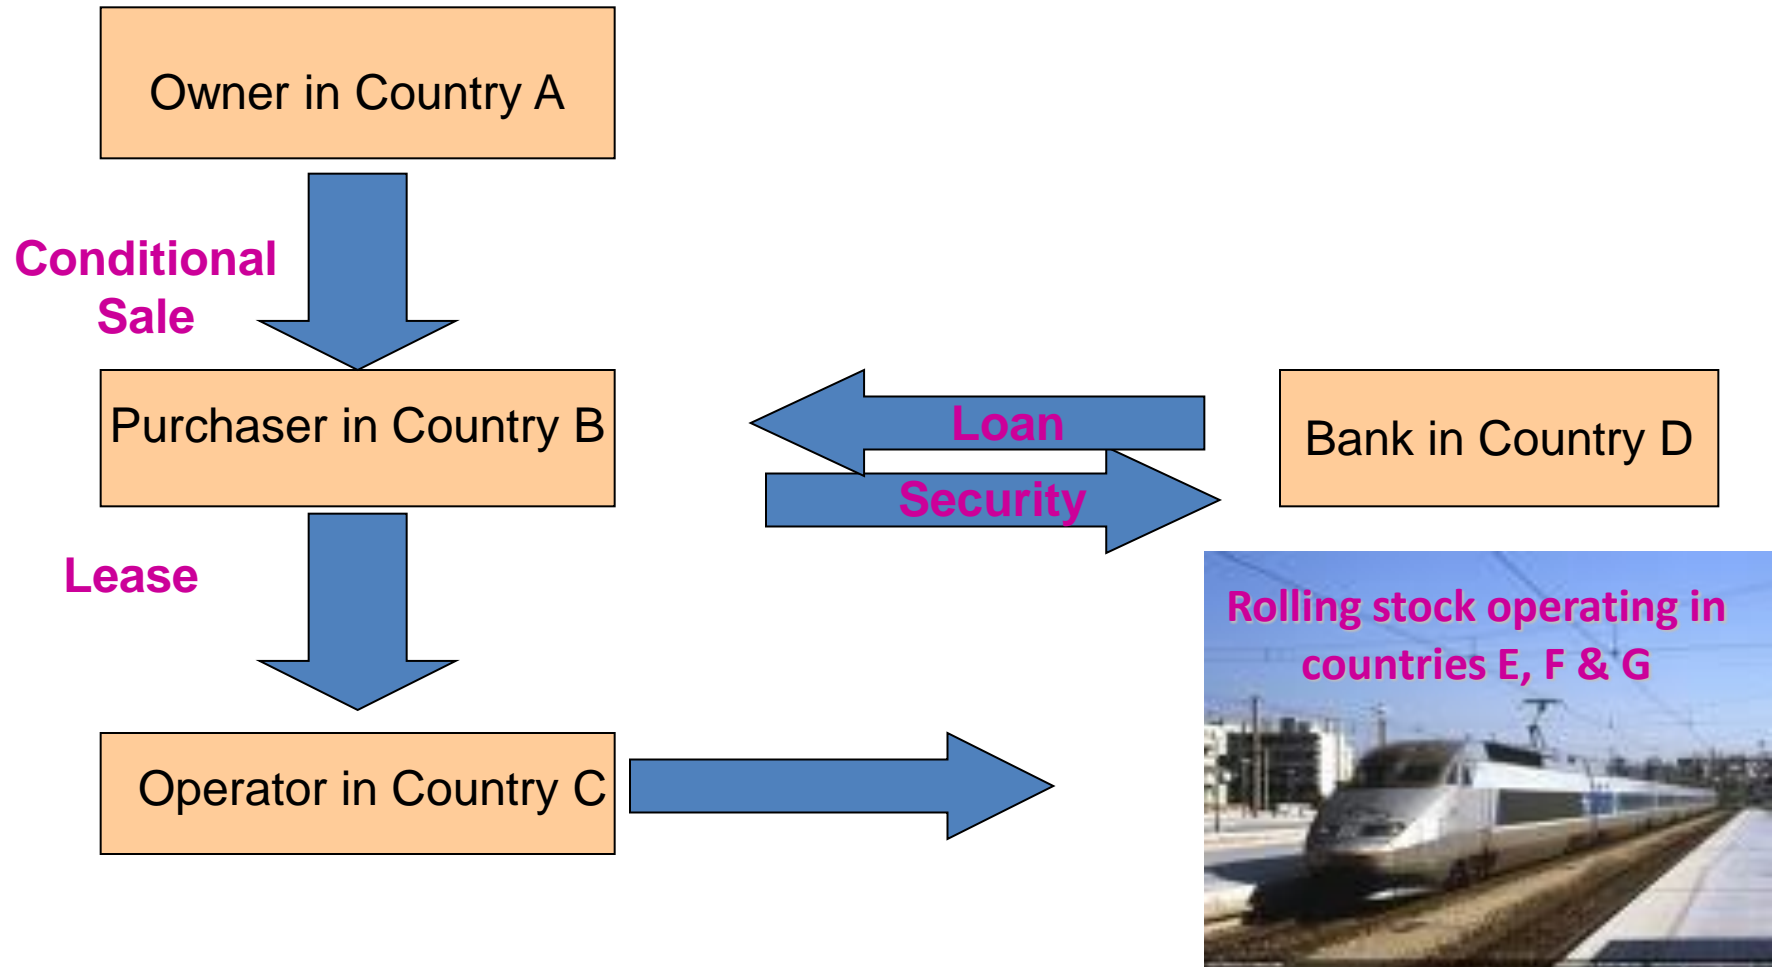 Owner in Country A
Conditional
Sale
Purchaser in Country B
Loan
Security
Bank in Country D
Lease
Rolling stock operating in
countries E, F & G
Operator in Country C